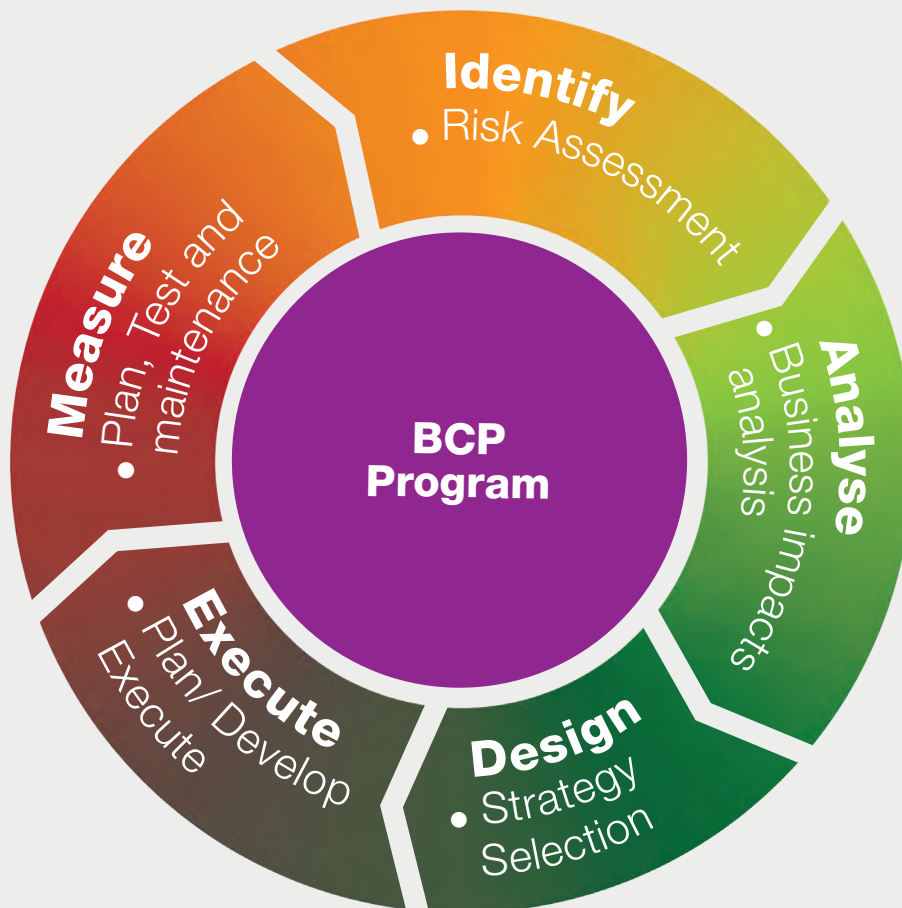 Identify
• Risk Assessment
Analyse
• Business impacts
analysis
Design
• Strategy
Selection
Execute
• Plan/ Develop
Execute
Measure
• Plan, Test and
maintenance
BCP
Program